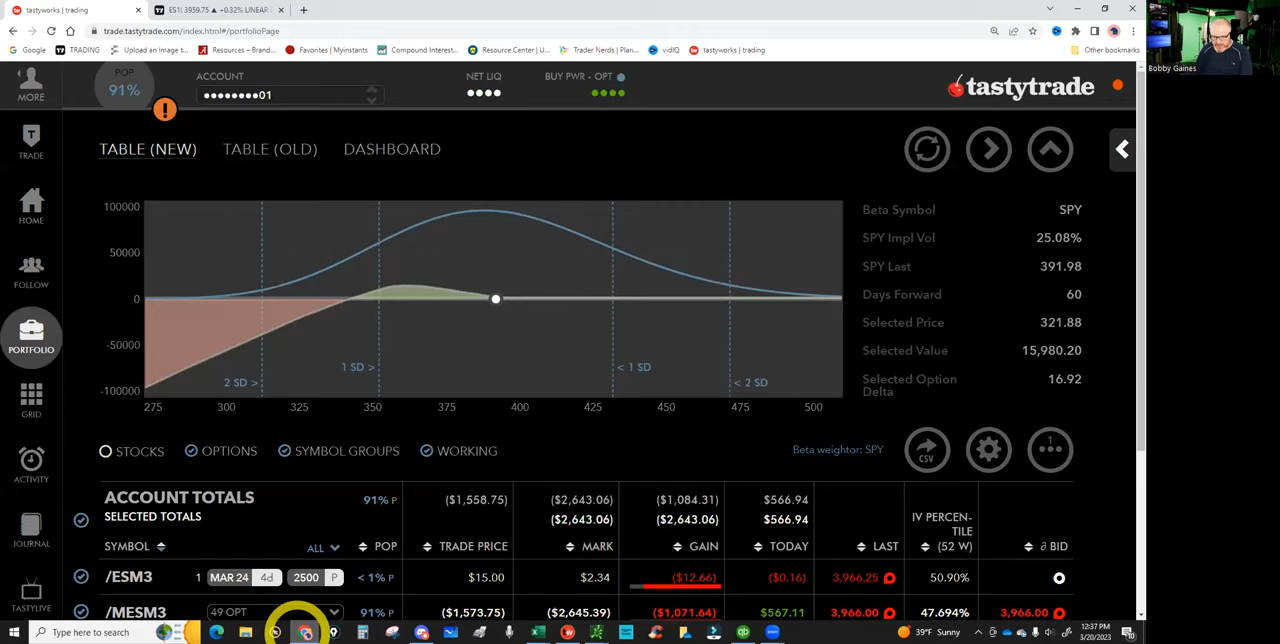 tastyworks | trading
ES1! 3959.75 ▲ +0.32% LINEAR
trade.tastytrade.com/index.html#/portfolioPage
Google
TRADING
Upload an Image t...
Resources – Brand...
Favorites | Myinstants
Compound Interest...
Resource Center | U...
Trader Nerds | Plan...
vidIQ
tastyworks | trading
Other bookmarks
Bobby Gaines
MORE
POP
91%
ACCOUNT
••••••••01
NET LIQ
BUY PWR - OPT
tastytrade
TRADE
HOME
FOLLOW
PORTFOLIO
GRID
ACTIVITY
JOURNAL
TASTYLIVE
TABLE (NEW)
TABLE (OLD)
DASHBOARD
100000
50000
0
-50000
-100000
2 SD >
1 SD >
< 1 SD
< 2 SD
275 300 325 350 375 400 425 450 475 500
Beta Symbol SPY
SPY Impl Vol 25.08%
SPY Last 391.98
Days Forward 60
Selected Price 321.88
Selected Value 15,980.20
Selected Option 16.92
Delta
STOCKS
OPTIONS
SYMBOL GROUPS
WORKING
Beta weightor: SPY
CSV
1
ACCOUNT TOTALS 91% P ($1,558.75) ($2,643.06) ($1,084.31) $566.94
SELECTED TOTALS ($2,643.06) ($2,643.06) $566.94
IV PERCEN-
TILE
(52 W)
SYMBOL ALL POP TRADE PRICE MARK GAIN TODAY LAST ∂ BID
/ESM3 1 MAR 24 4d 2500 P < 1% P $15.00 $2.34 ($12.66) ($0.16) 3,966.25 50.90%
/MESM3 49 OPT 91% P ($1,573.75) ($2,645.39) ($1,071.64) $567.11 3,966.00 47.694% 3,966.00
Type here to search
39°F Sunny
12:37 PM
3/20/2023